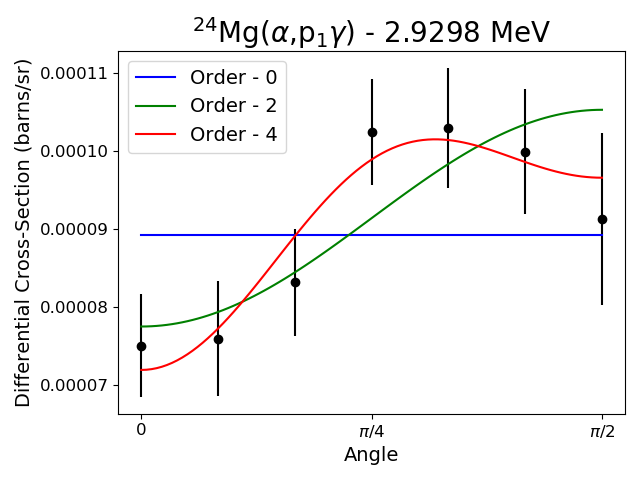 ²⁴Mg(α,p₁γ) - 2.9298 MeV
Order - 0
Order - 2
Order - 4
Differential Cross-Section (barns/sr)
0.00011
0.00010
0.00009
0.00008
0.00007
0
π/4
π/2
Angle